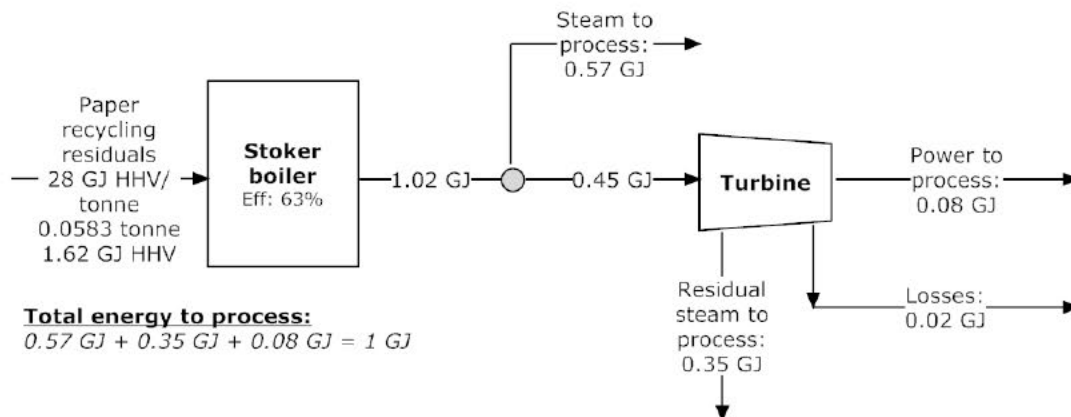 Steam to
process:
0.57 GJ
Paper
recycling
residuals
28 GJ HHV/
tonne
0.0583 tonne
1.62 GJ HHV
Stoker
boiler
Eff: 63%
1.02 GJ
0.45 GJ
Turbine
Power to
process:
0.08 GJ
Residual
steam to
process:
0.35 GJ
Losses:
0.02 GJ
Total energy to process:
0.57 GJ + 0.35 GJ + 0.08 GJ = 1 GJ